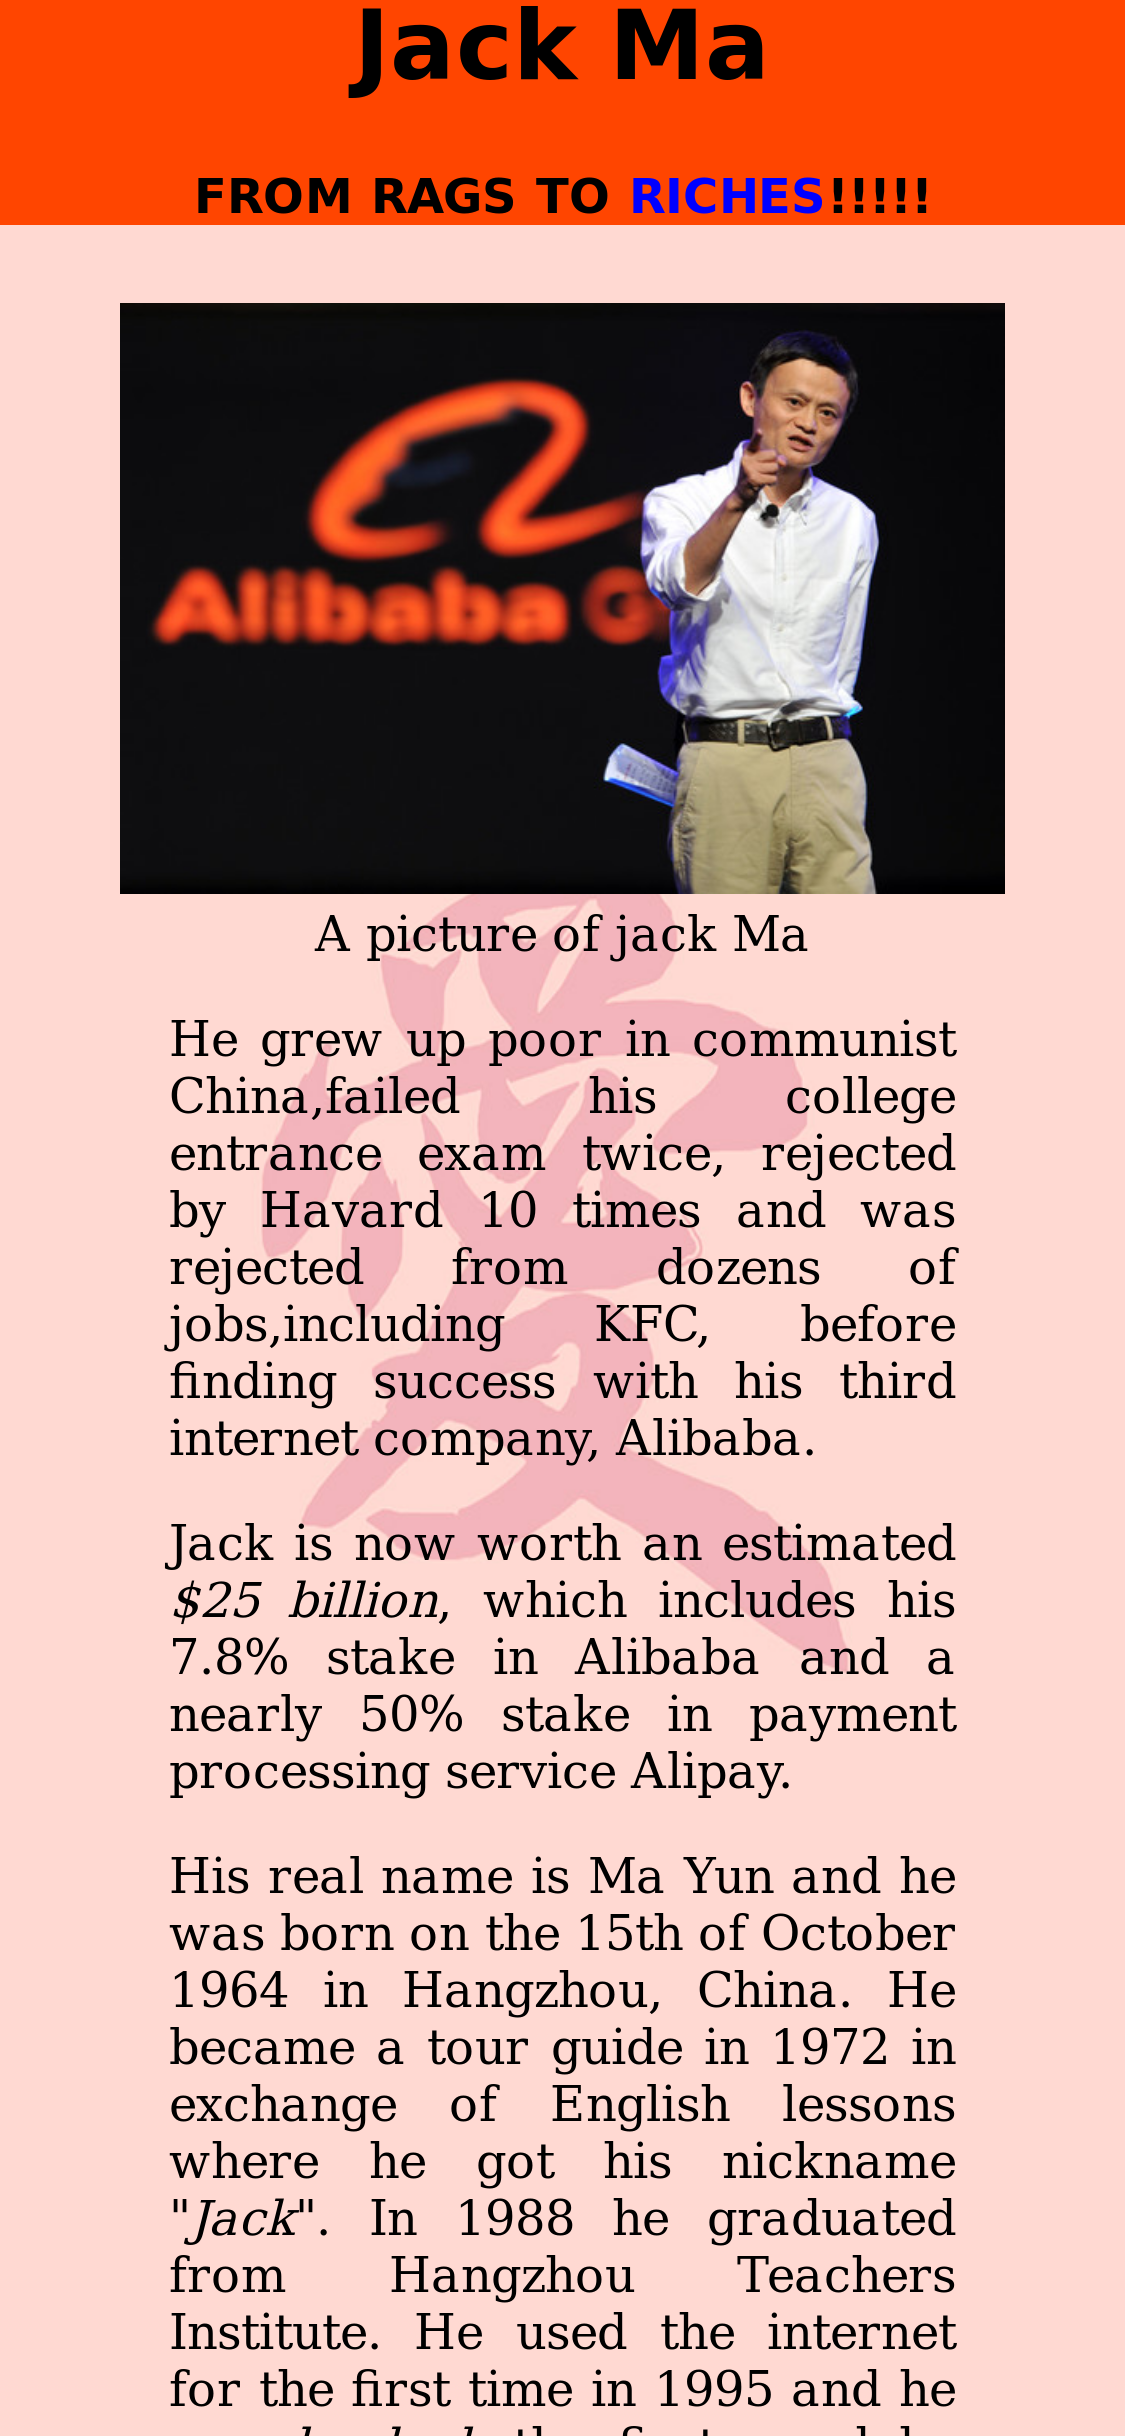 Jack Ma
FROM RAGS TO RICHES!!!!!
Alibaba G
A picture of jack Ma
He grew up poor in communist
China,failed his college
entrance exam twice, rejected
by Havard 10 times and was
rejected from dozens of
jobs,including KFC, before
finding success with his third
internet company, Alibaba.
Jack is now worth an estimated
$25 billion, which includes his
7.8% stake in Alibaba and a
nearly 50% stake in payment
processing service Alipay.
His real name is Ma Yun and he
was born on the 15th of October
1964 in Hangzhou, China. He
became a tour guide in 1972 in
exchange of English lessons
where he got his nickname
"Jack". In 1988 he graduated
from Hangzhou Teachers
Institute. He used the internet
for the first time in 1995 and he